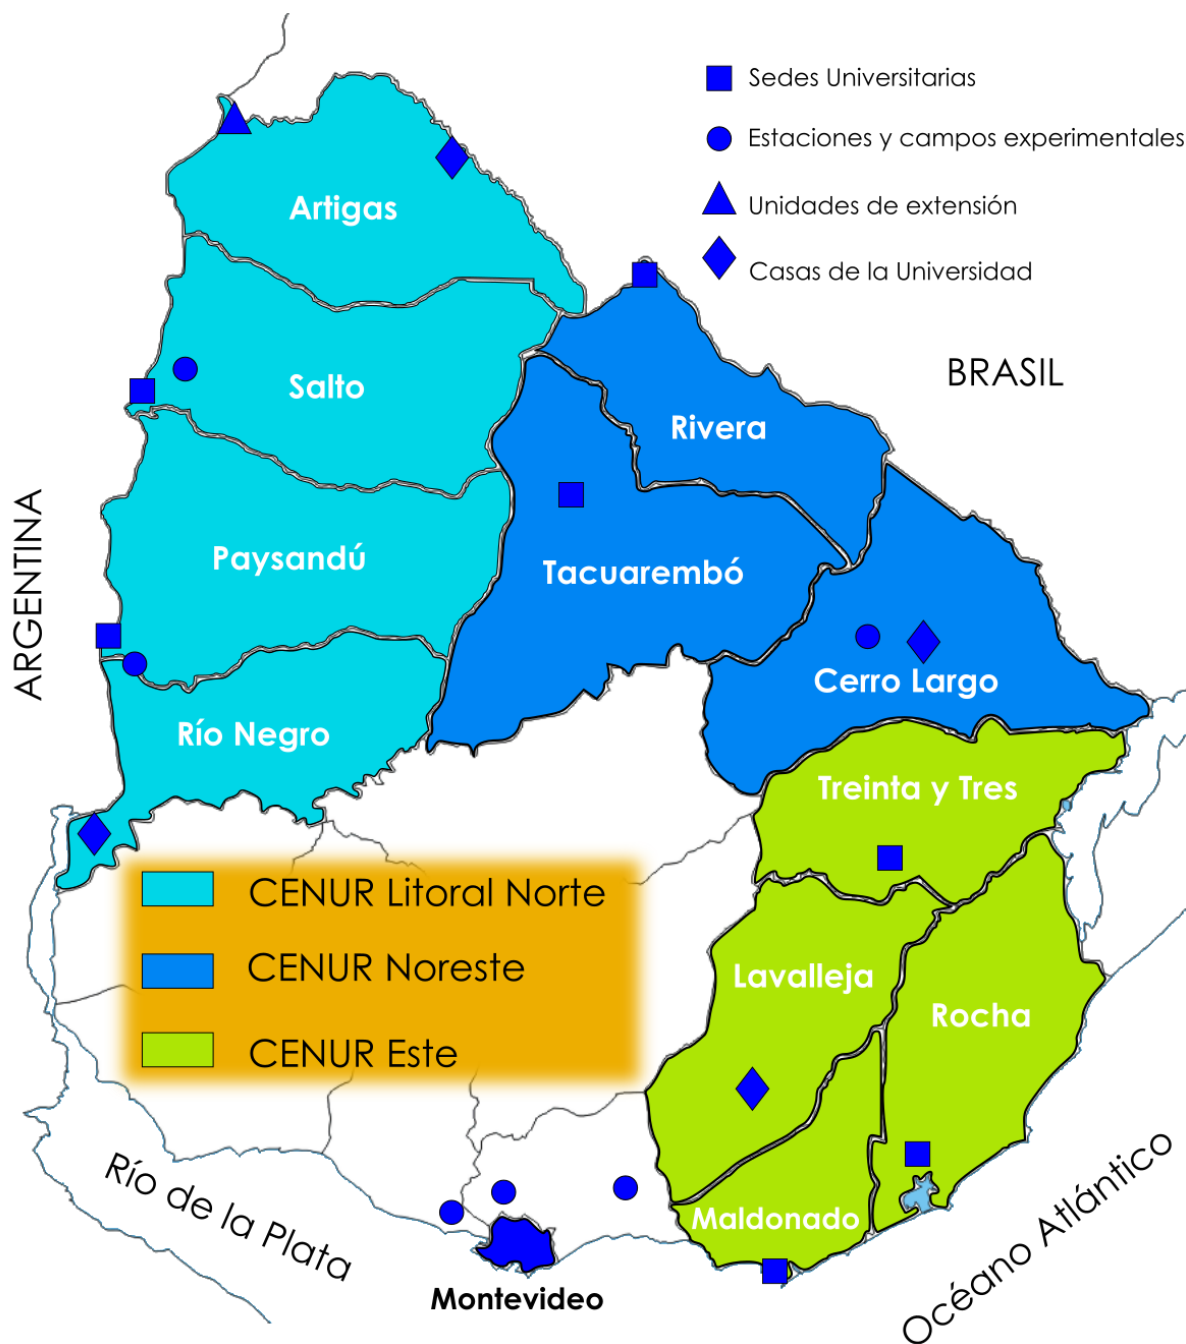 Sedes Universitarias
Estaciones y campos experimentales
Unidades de extensión
Casas de la Universidad
Artigas
BRASIL
Salto
Rivera
ARGENTINA
Paysandú
Tacuarembó
Cerro Largo
Río Negro
Treinta y Tres
CENUR Litoral Norte
CENUR Noreste
CENUR Este
Lavalleja
Rocha
Maldonado
Río de la Plata
Montevideo
Océano Atlántico